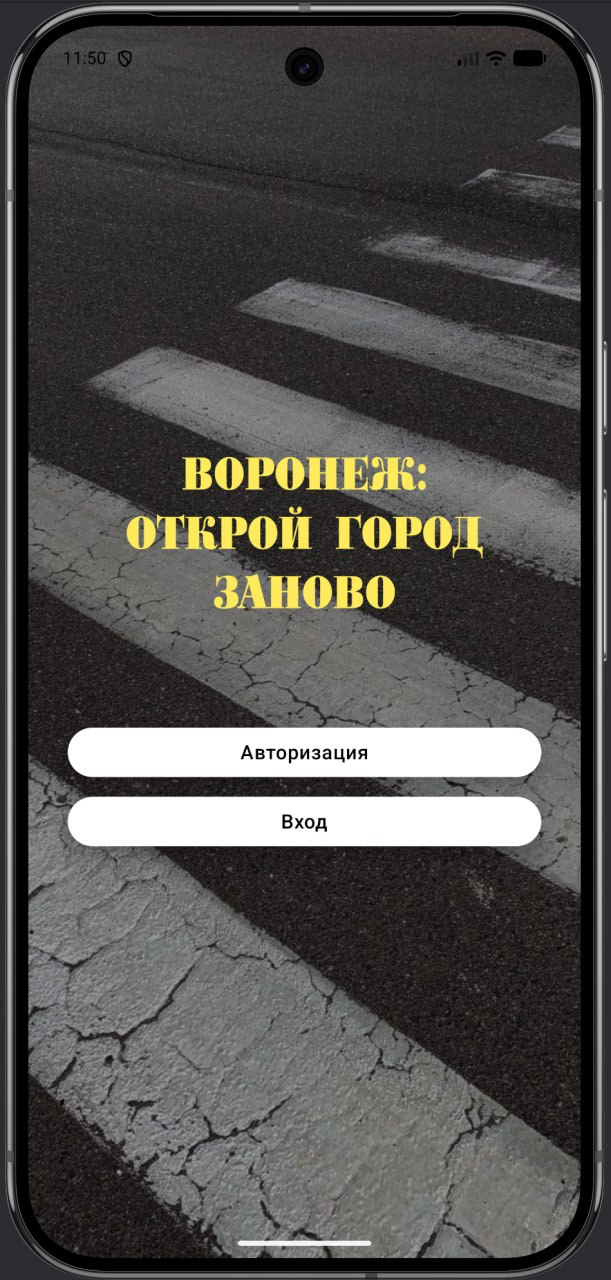 11:50
ВОРОНЕЖ:
ОТКРОЙ ГОРОД
ЗАНОВО
Авторизация
Вход